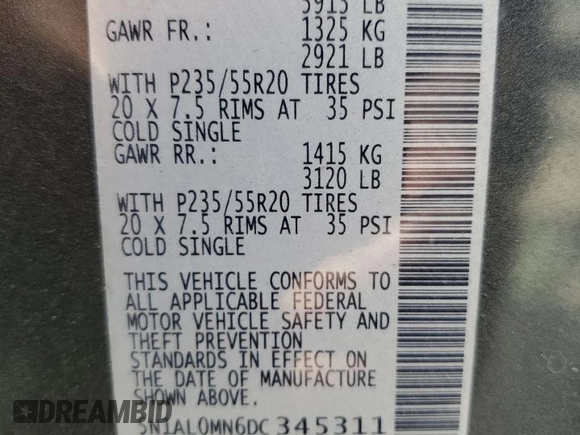 5915 LB
GAWR FR.: 1325 KG
2921 LB
WITH P235/55R20 TIRES
20 X 7.5 RIMS AT 35 PSI
COLD SINGLE
GAWR RR.: 1415 KG
3120 LB
WITH P235/55R20 TIRES
20 X 7.5 RIMS AT 35 PSI
COLD SINGLE
THIS VEHICLE CONFORMS TO
ALL APPLICABLE FEDERAL
MOTOR VEHICLE SAFETY AND
THEFT PREVENTION
STANDARDS IN EFFECT ON
THE DATE OF MANUFACTURE
SHOWN ABOVE.
5N1AL0MN6DC345311
DREAMBID